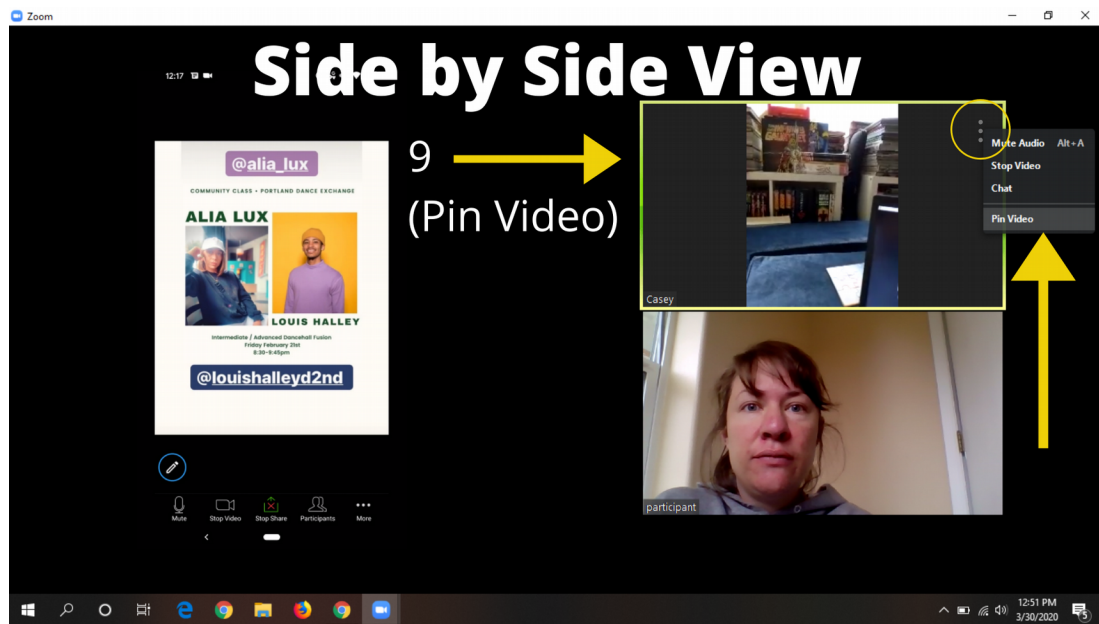 Zoom
Side by Side View
12:17
@alia_lux
COMMUNITY CLASS • PORTLAND DANCE EXCHANGE
ALIA LUX
LOUIS HALLEY
Intermediate / Advanced Dancehall Fusion
Friday February 21st
8:30-9:45pm
@louishalleyd2nd
Mute
Stop Video
Stop Share
Participants
More
9
(Pin Video)
Mute Audio Alt+A
Stop Video
Chat
Pin Video
Casey
participant
12:51 PM
3/30/2020
5